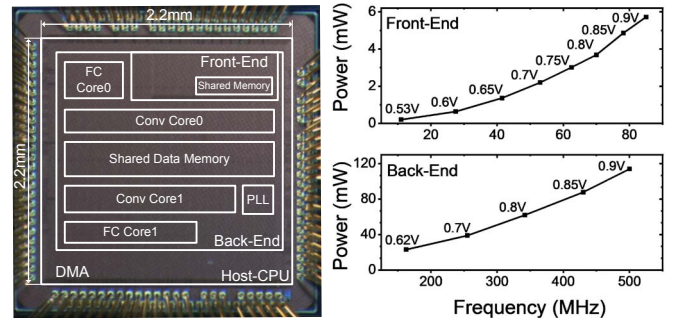 2.2mm
2.2mm
FC
Core0
Front-End
Shared Memory
Conv Core0
Shared Data Memory
Conv Core1
PLL
FC Core1
Back-End
DMA
Host-CPU
Front-End
Power (mW)
6
4
2
0
0.53V
0.6V
0.65V
0.7V
0.75V
0.8V
0.85V
0.9V
20
40
60
80
Back-End
Power (mW)
120
80
40
0
0.62V
0.7V
0.8V
0.85V
0.9V
200
300
400
500
Frequency (MHz)